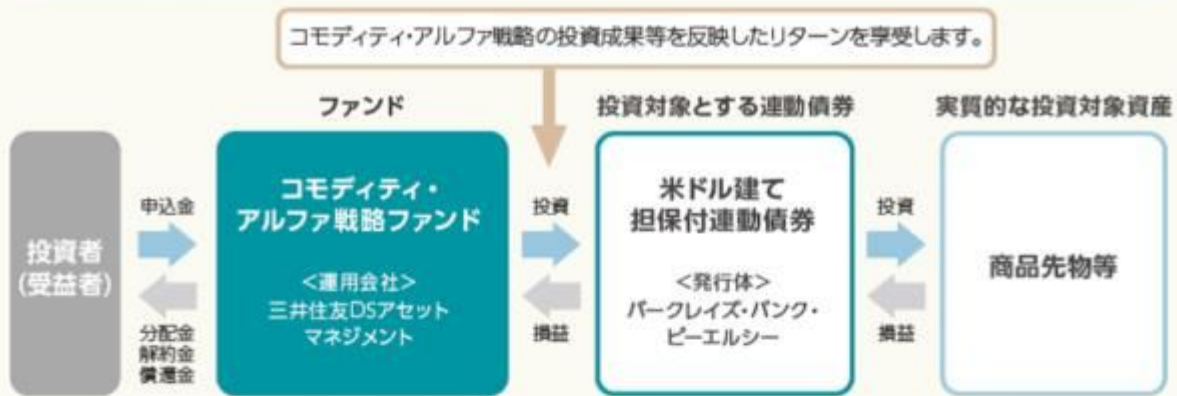 コモディティ・アルファ戦略の投資成果等を反映したリターンを享受します。
ファンド
投資対象とする連動債券
実質的な投資対象資産
投資者
(受益者)
申込金
分配金
解約金
償還金
コモディティ・
アルファ戦略ファンド
<運用会社>
三井住友DSアセット
マネジメント
投資
損益
米ドル建て
担保付連動債券
<発行体>
バークレイズ・バンク・
ピーエルシー
投資
損益
商品先物等